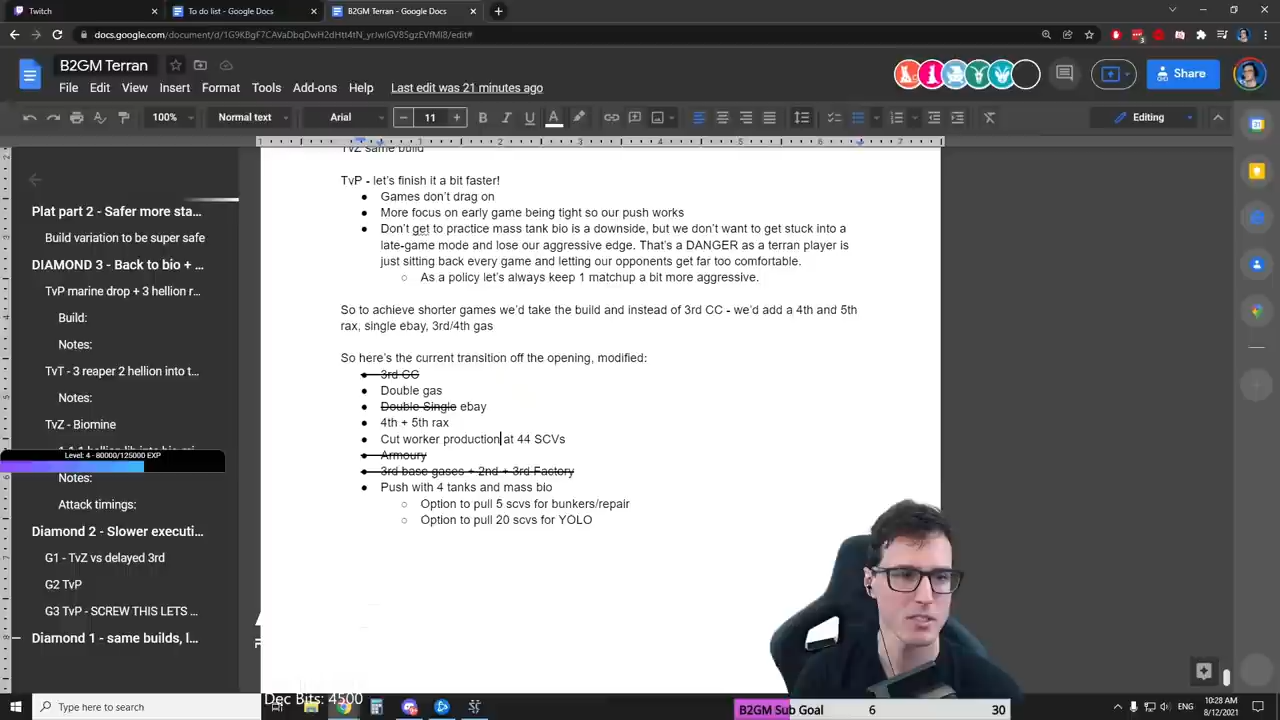 Twitch
To do list - Google Docs
B2GM Terran - Google Docs
B2GM Terran
File Edit View Insert Format Tools Add-ons Help Last edit was 21 minutes ago
Share
100% Normal text Arial 11 Editing
TvZ same build
TvP - let's finish it a bit faster!
Games don't drag on
More focus on early game being tight so our push works
Don't get to practice mass tank bio is a downside, but we don't want to get stuck into a
late-game mode and lose our aggressive edge. That's a DANGER as a terran player is
just sitting back every game and letting our opponents get far too comfortable.
As a policy let's always keep 1 matchup a bit more aggressive.
So to achieve shorter games we'd take the build and instead of 3rd CC - we'd add a 4th and 5th
rax, single ebay, 3rd/4th gas
So here's the current transition off the opening, modified:
3rd CC
Double gas
Double Single ebay
4th + 5th rax
Cut worker production at 44 SCVs
Armoury
3rd base gases + 2nd + 3rd Factory
Push with 4 tanks and mass bio
Option to pull 5 scvs for bunkers/repair
Option to pull 20 scvs for YOLO
Plat part 2 - Safer more sta...
Build variation to be super safe
DIAMOND 3 - Back to bio + ...
TvP marine drop + 3 hellion r...
Build:
Notes:
TvT - 3 reaper 2 hellion into t...
Notes:
TvZ - Biomine
Level: 4 - 80000/125000 EXP
Notes:
Attack timings:
Diamond 2 - Slower executi...
G1 - TvZ vs delayed 3rd
G2 TvP
G3 TvP - SCREW THIS LETS ...
Diamond 1 - same builds, l...
Dec Bits: 4500
Type here to search
B2GM Sub Goal 6 30
10:28 AM
8/12/2021